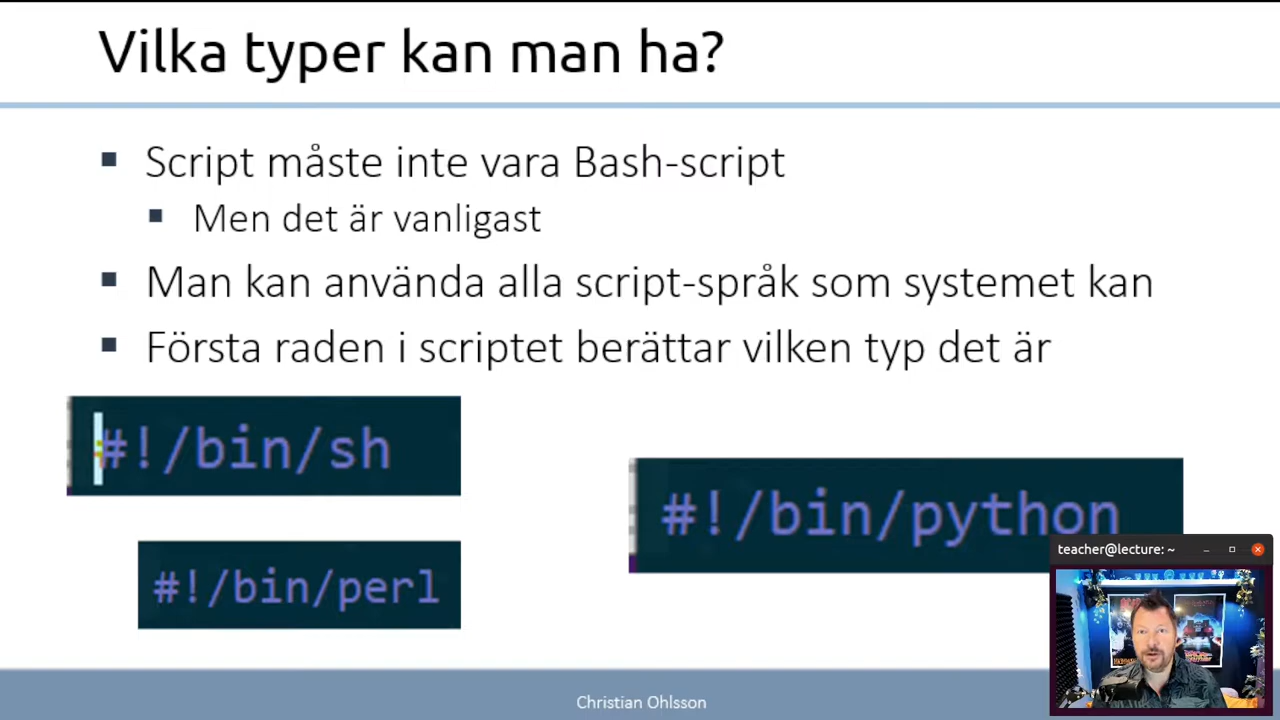 Vilka typer kan man ha?
Script måste inte vara Bash-script
Men det är vanligast
Man kan använda alla script-språk som systemet kan
Första raden i scriptet berättar vilken typ det är
#!/bin/sh
#!/bin/python
#!/bin/perl
teacher@lecture: ~
Christian Ohlsson